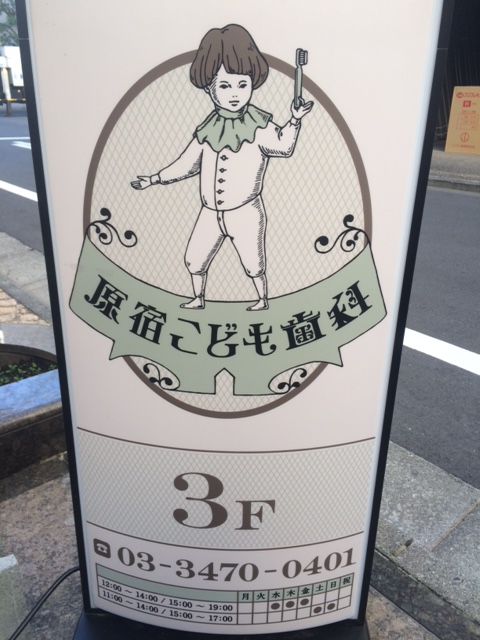 原宿こども歯科
3F
☎03-3470-0401
月 火 水 木 金 土 日 祝
12:00 〜 14:00 / 15:00 〜 19:00 ● ● ●
11:00 〜 14:00 / 15:00 〜 17:00 ● ●